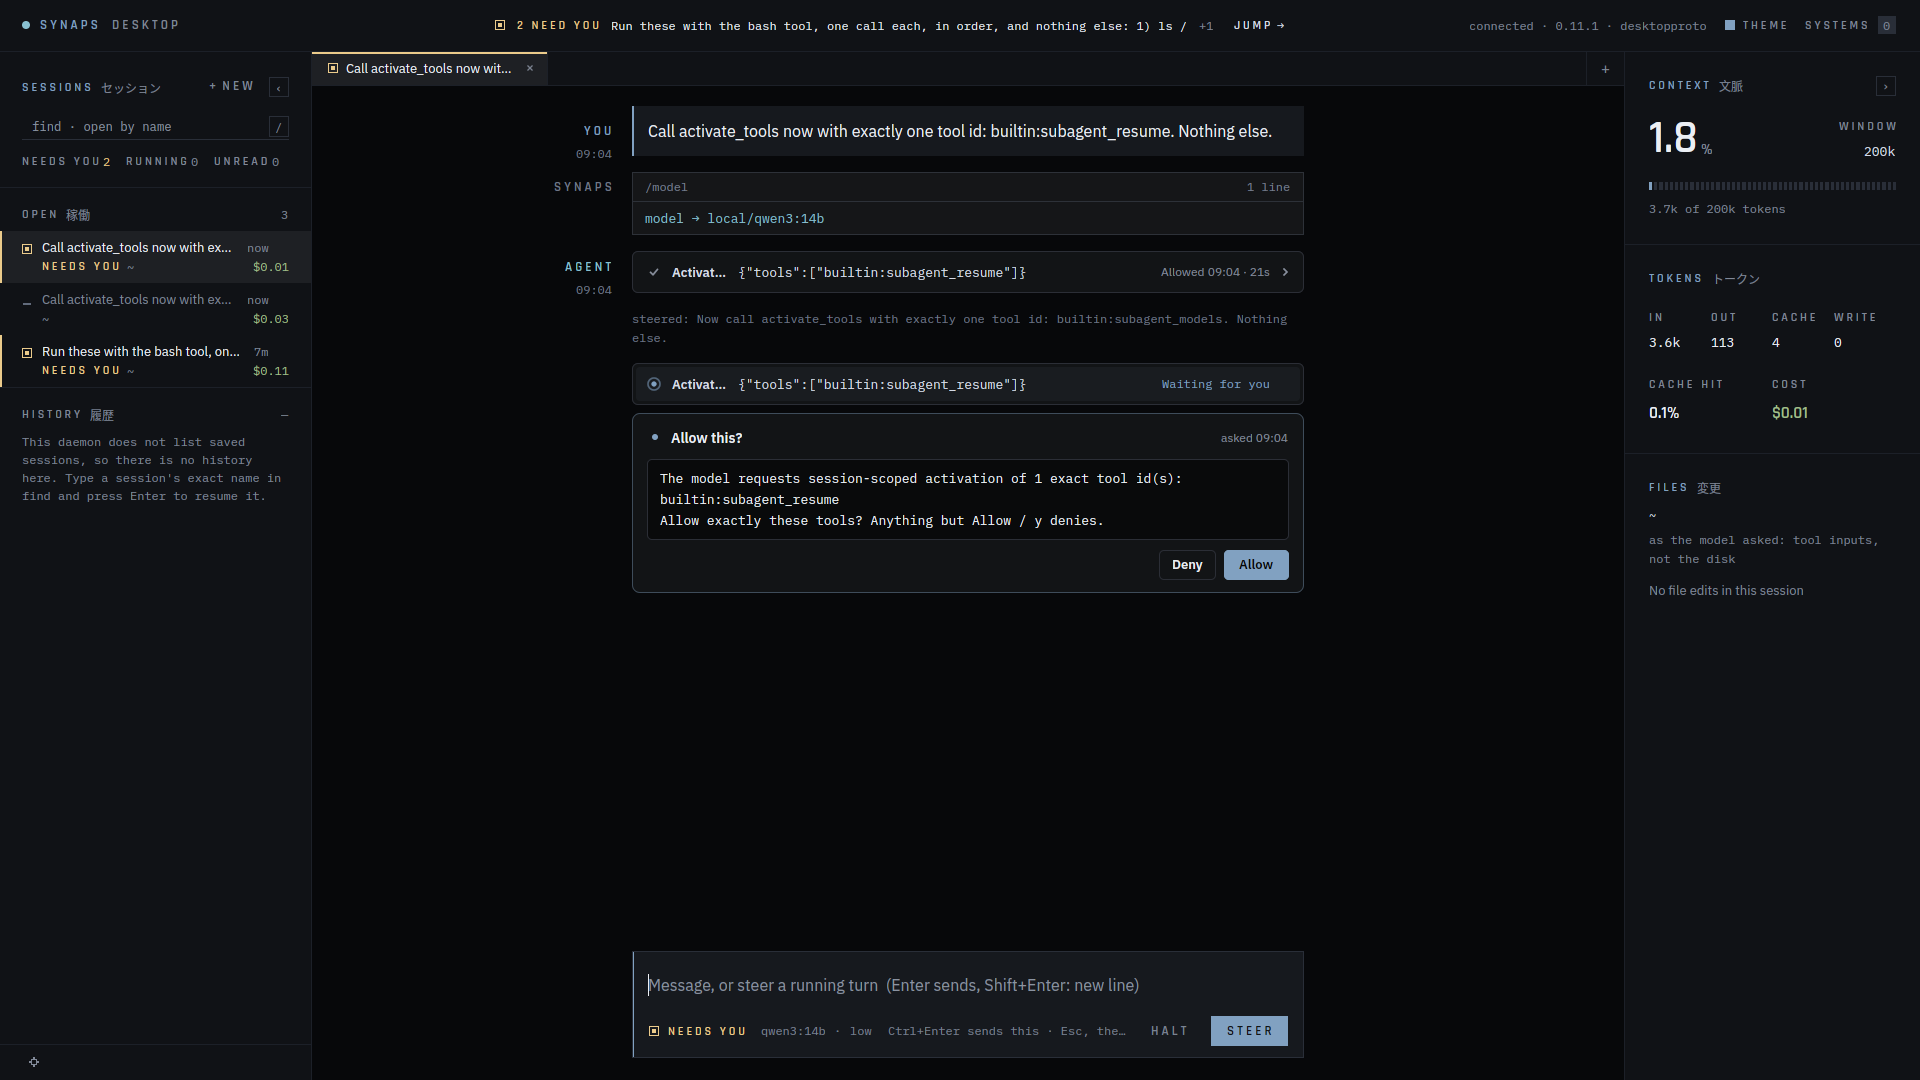 SYNAPS DESKTOP
2 NEED YOU Run these with the bash tool, one call each, in order, and nothing else: 1) ls / +1 JUMP →
connected · 0.11.1 · desktopproto THEME SYSTEMS 0
SESSIONS セッション + NEW ‹
find · open by name /
NEEDS YOU 2 RUNNING 0 UNREAD 0
OPEN 稼働 3
Call activate_tools now with ex… now
NEEDS YOU ~ $0.01
Call activate_tools now with ex… now
~ $0.03
Run these with the bash tool, on… 7m
NEEDS YOU ~ $0.11
HISTORY 履歴 —
This daemon does not list saved
sessions, so there is no history
here. Type a session's exact name in
find and press Enter to resume it.
Call activate_tools now wit… ×
+
YOU
09:04
Call activate_tools now with exactly one tool id: builtin:subagent_resume. Nothing else.
SYNAPS
/model 1 line
model → local/qwen3:14b
AGENT
09:04
Activat… {"tools":["builtin:subagent_resume"]} Allowed 09:04 · 21s ›
steered: Now call activate_tools with exactly one tool id: builtin:subagent_models. Nothing
else.
Activat… {"tools":["builtin:subagent_resume"]} Waiting for you
Allow this? asked 09:04
The model requests session-scoped activation of 1 exact tool id(s):
builtin:subagent_resume
Allow exactly these tools? Anything but Allow / y denies.
Deny Allow
Message, or steer a running turn (Enter sends, Shift+Enter: new line)
NEEDS YOU qwen3:14b · low Ctrl+Enter sends this · Esc, the… HALT STEER
CONTEXT 文脈 ›
1.8 % WINDOW
200k
3.7k of 200k tokens
TOKENS トークン
IN OUT CACHE WRITE
3.6k 113 4 0
CACHE HIT COST
0.1% $0.01
FILES 変更
~
as the model asked: tool inputs,
not the disk
No file edits in this session